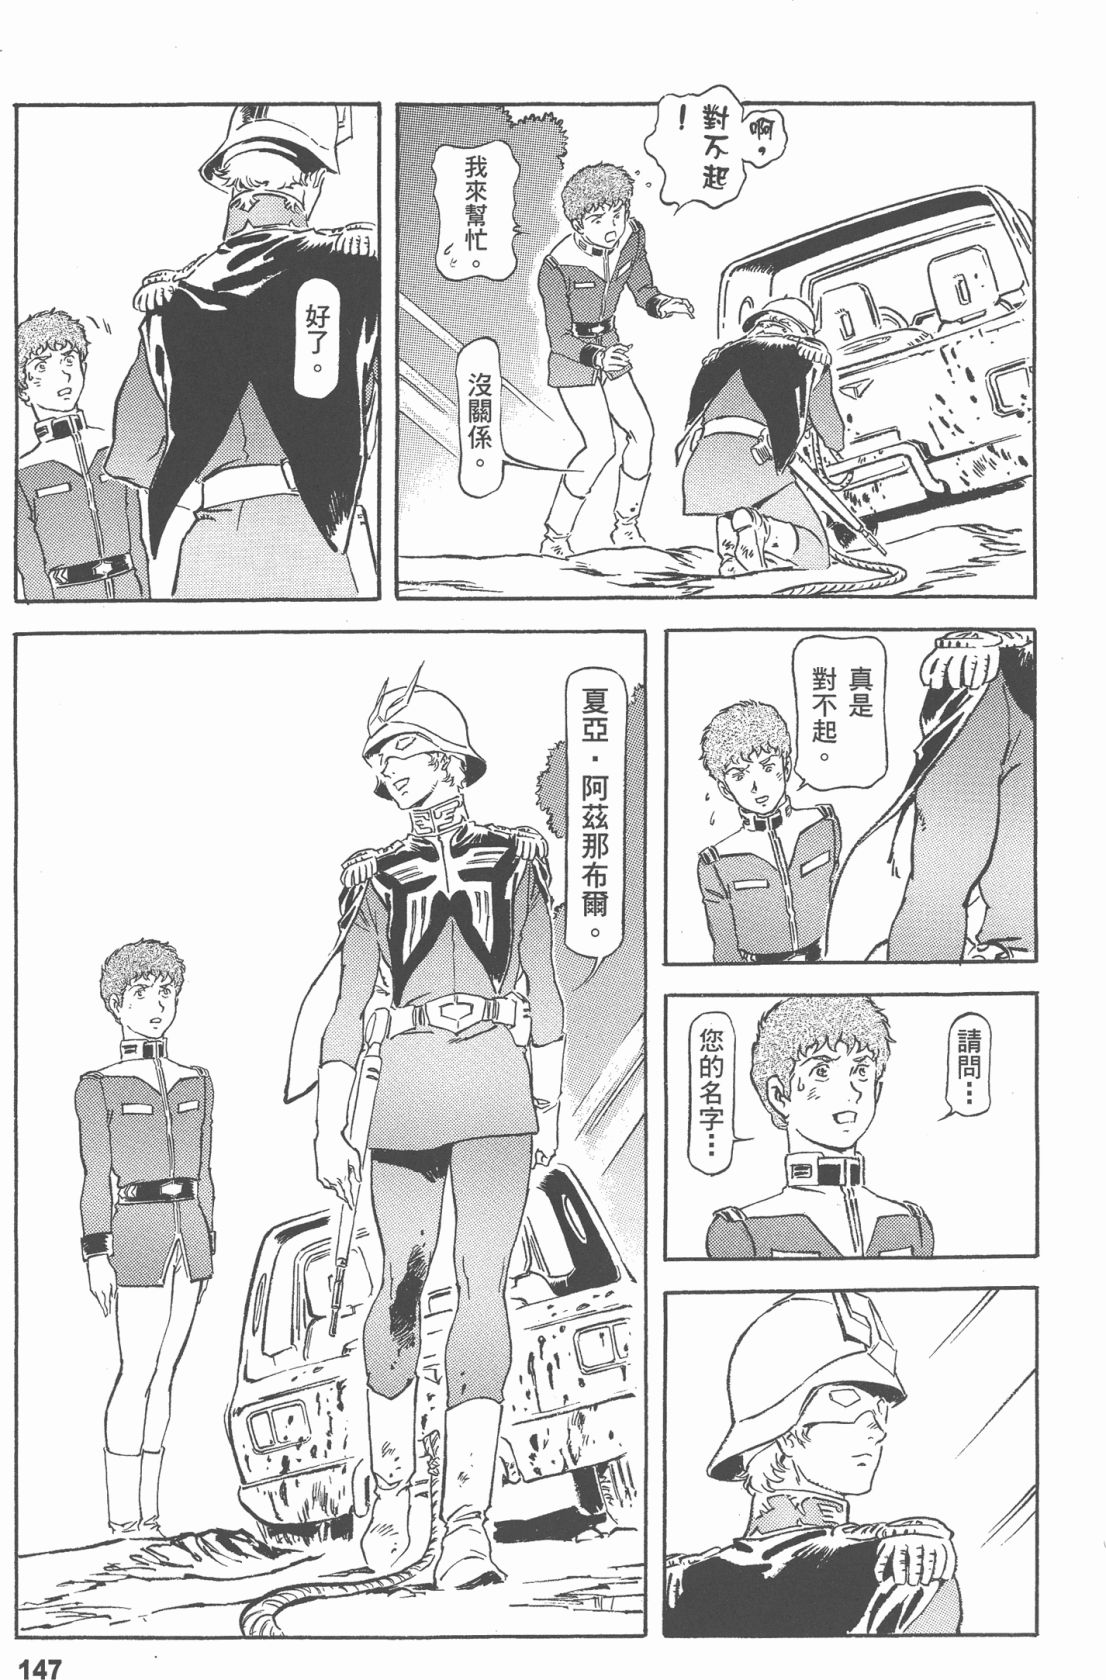 啊，
對不起
！
我來幫忙。
沒關係。
好了。
真是
對不起。
請問…
您的名字…
夏亞．阿茲那布爾。
147